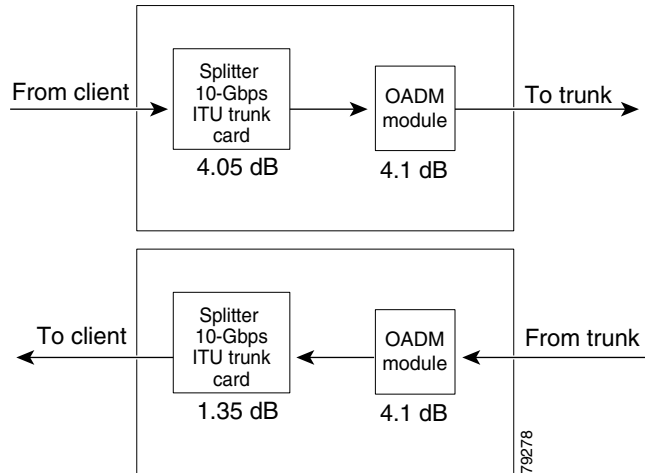 From client
Splitter
10-Gbps
ITU trunk
card
4.05 dB
OADM
module
4.1 dB
To trunk
To client
Splitter
10-Gbps
ITU trunk
card
1.35 dB
OADM
module
4.1 dB
From trunk
79278